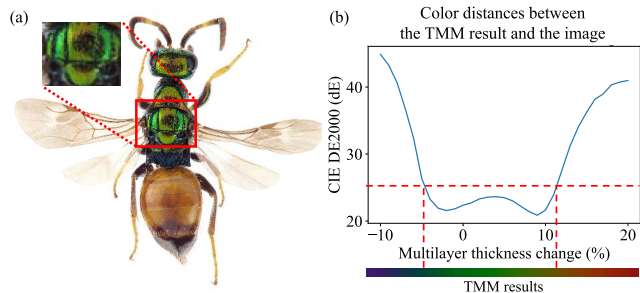 (a)
(b)
Color distances between
the TMM result and the image
CIE DE2000 (dE)
40
30
20
−10
0
10
20
Multilayer thickness change (%)
TMM results